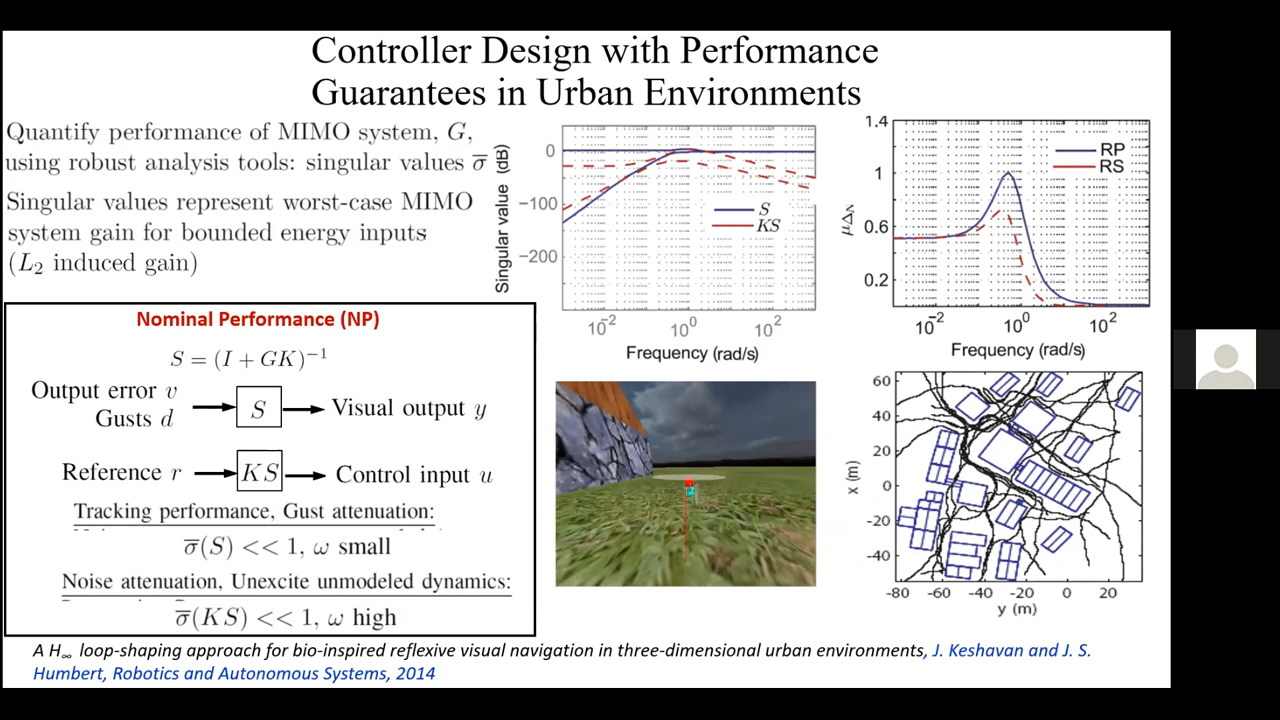 Controller Design with Performance
Guarantees in Urban Environments
Quantify performance of MIMO system, G,
using robust analysis tools: singular values σ̅
Singular values represent worst-case MIMO
system gain for bounded energy inputs
(L₂ induced gain)
Nominal Performance (NP)
S = (I + GK)⁻¹
Output error v
Gusts d
S
Visual output y
Reference r
KS
Control input u
Tracking performance, Gust attenuation:
σ̅(S) << 1, ω small
Noise attenuation, Unexcite unmodeled dynamics:
σ̅(KS) << 1, ω high
Singular value (dB)
0
-100
-200
S
KS
10⁻² 10⁰ 10²
Frequency (rad/s)
μΔN
1.4
1
0.6
0.2
RP
RS
10⁻² 10⁰ 10²
Frequency (rad/s)
x (m)
60
40
20
0
-20
-40
-80 -60 -40 -20 0 20
y (m)
A H∞ loop-shaping approach for bio-inspired reflexive visual navigation in three-dimensional urban environments, J. Keshavan and J. S.
Humbert, Robotics and Autonomous Systems, 2014